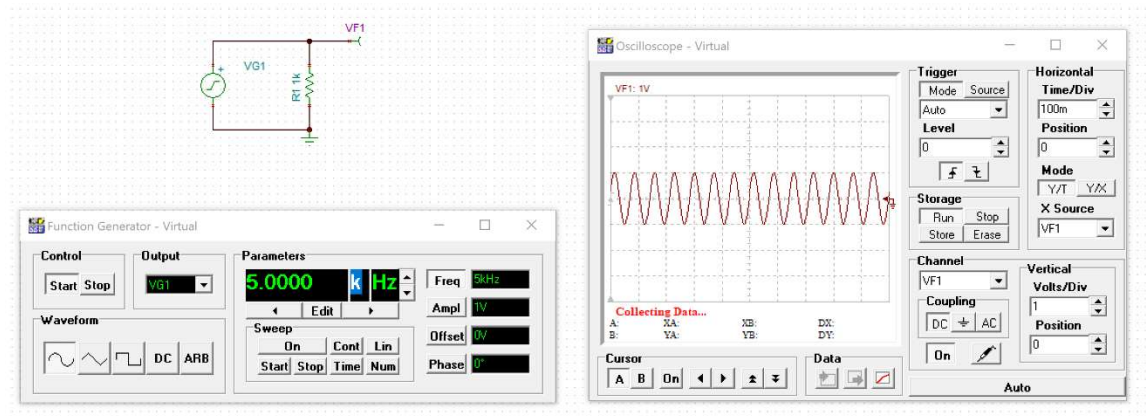 VF1
VG1
R1 1k
Function Generator - Virtual
Control
Start Stop
Output
VG1
Waveform
DC ARB
Parameters
5.0000 k Hz
Edit
Sweep
On Cont Lin
Start Stop Time Num
Freq 5kHz
Ampl 1V
Offset 0V
Phase 0°
Oscilloscope - Virtual
VF1: 1V
Collecting Data...
A: XA: XB: DX:
B: YA: YB: DY:
Cursor
A B On
Data
Trigger
Mode Source
Auto
Level
0
Storage
Run Stop
Store Erase
Horizontal
Time/Div
100m
Position
0
Mode
Y/T Y/X
X Source
VF1
Channel
VF1
Coupling
DC AC
On
Vertical
Volts/Div
1
Position
0
Auto